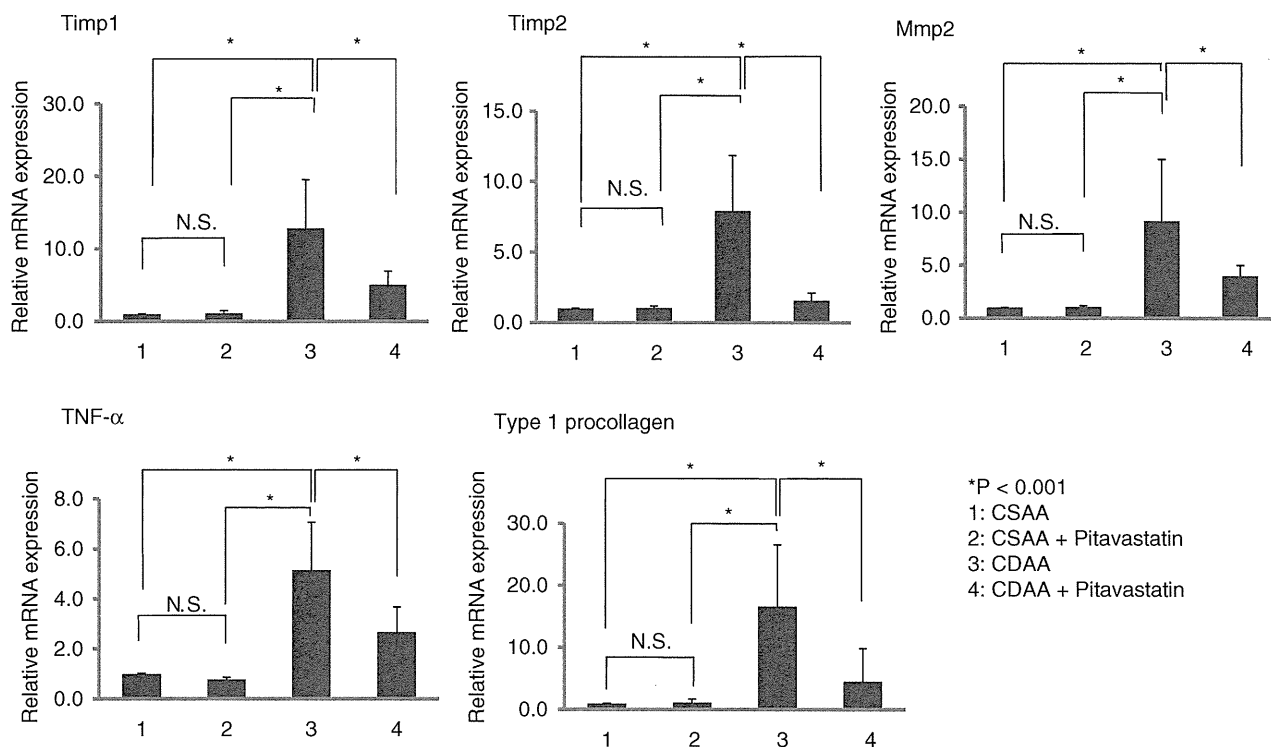 Timp1
*
*
*
N.S.
Relative mRNA expression
30.0
20.0
10.0
0.0
1 2 3 4
Timp2
*
*
*
N.S.
Relative mRNA expression
15.0
10.0
5.0
0.0
1 2 3 4
Mmp2
*
*
*
N.S.
Relative mRNA expression
20.0
15.0
10.0
5.0
0.0
1 2 3 4
TNF-α
*
*
*
N.S.
Relative mRNA expression
8.0
6.0
4.0
2.0
0.0
1 2 3 4
Type 1 procollagen
*
*
*
N.S.
Relative mRNA expression
30.0
20.0
10.0
0.0
1 2 3 4
*P < 0.001
1: CSAA
2: CSAA + Pitavastatin
3: CDAA
4: CDAA + Pitavastatin